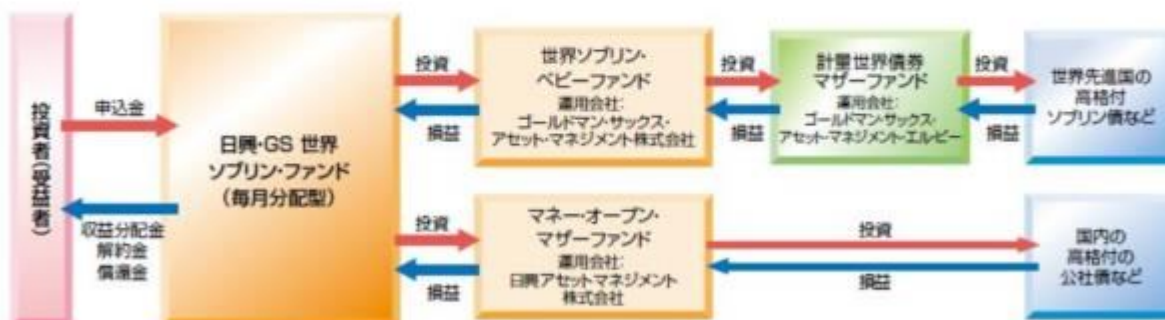 投資者(受益者)
申込金
収益分配金
解約金
償還金
日興・GS 世界
ソブリン・ファンド
(毎月分配型)
投資
損益
世界ソブリン・
ベビーファンド
運用会社:
ゴールドマン・サックス・
アセット・マネジメント株式会社
投資
損益
計量世界債券
マザーファンド
運用会社:
ゴールドマン・サックス・
アセット・マネジメント・エルピー
投資
損益
世界先進国の
高格付
ソブリン債など
投資
損益
マネー・オープン・
マザーファンド
運用会社:
日興アセットマネジメント
株式会社
投資
損益
国内の
高格付の
公社債など